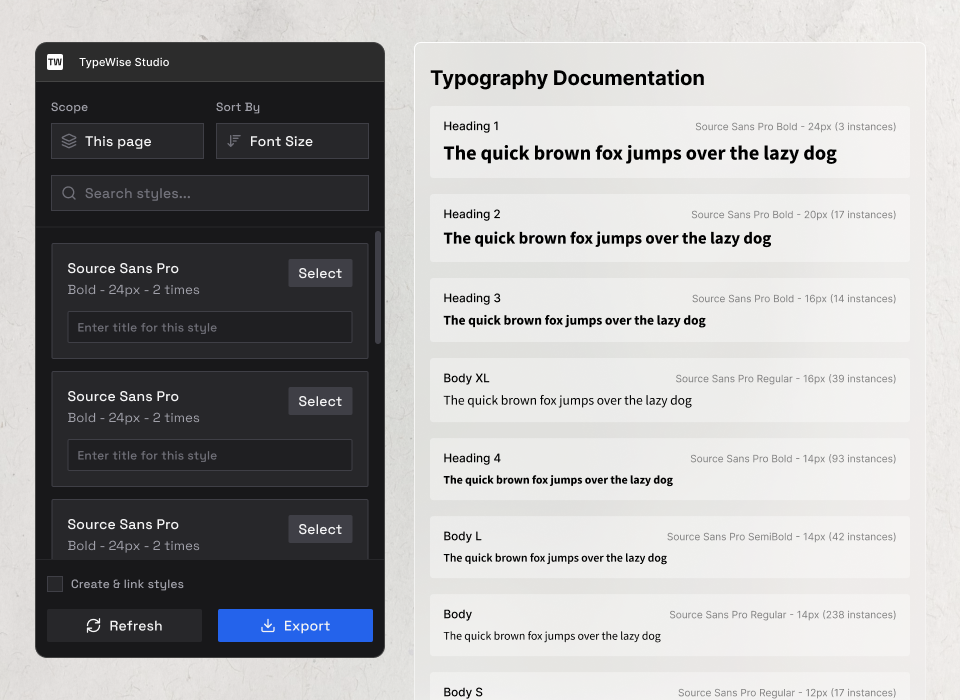 TW TypeWise Studio
Scope
Sort By
This page
Font Size
Search styles...
Source Sans Pro
Select
Bold - 24px - 2 times
Enter title for this style
Source Sans Pro
Select
Bold - 24px - 2 times
Enter title for this style
Source Sans Pro
Select
Bold - 24px - 2 times
Create & link styles
Refresh
Export
Typography Documentation
Heading 1
Source Sans Pro Bold - 24px (3 instances)
The quick brown fox jumps over the lazy dog
Heading 2
Source Sans Pro Bold - 20px (17 instances)
The quick brown fox jumps over the lazy dog
Heading 3
Source Sans Pro Bold - 16px (14 instances)
The quick brown fox jumps over the lazy dog
Body XL
Source Sans Pro Regular - 16px (39 instances)
The quick brown fox jumps over the lazy dog
Heading 4
Source Sans Pro Bold - 14px (93 instances)
The quick brown fox jumps over the lazy dog
Body L
Source Sans Pro SemiBold - 14px (42 instances)
The quick brown fox jumps over the lazy dog
Body
Source Sans Pro Regular - 14px (238 instances)
The quick brown fox jumps over the lazy dog
Body S
Source Sans Pro Regular - 12px (17 instances)